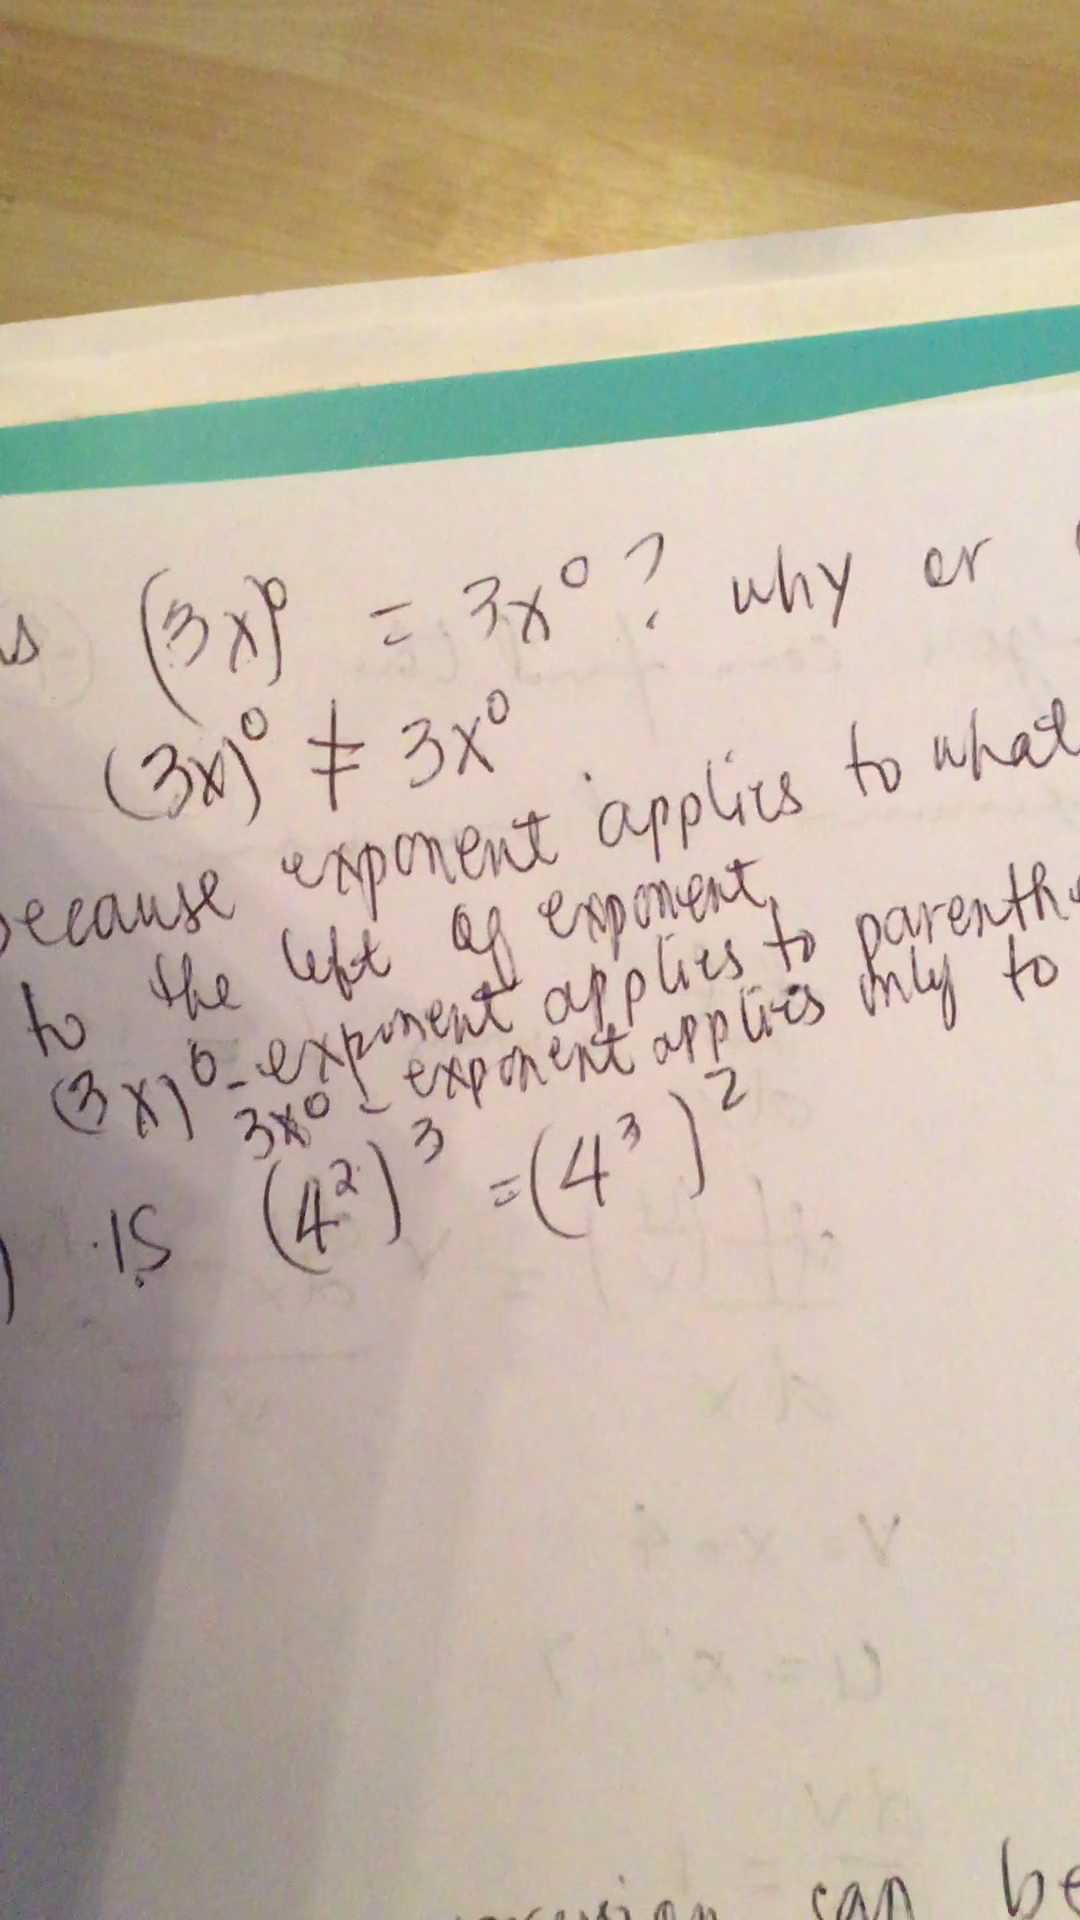 (3x)⁰ = 3x⁰? why or
(3x)⁰ ≠ 3x⁰
because exponent applies to what
to the left of exponent
(3x)⁰ - exponent applies to parenth
3x⁰ - exponent applies only to
) IS (4²)³ = (4³)²
can be